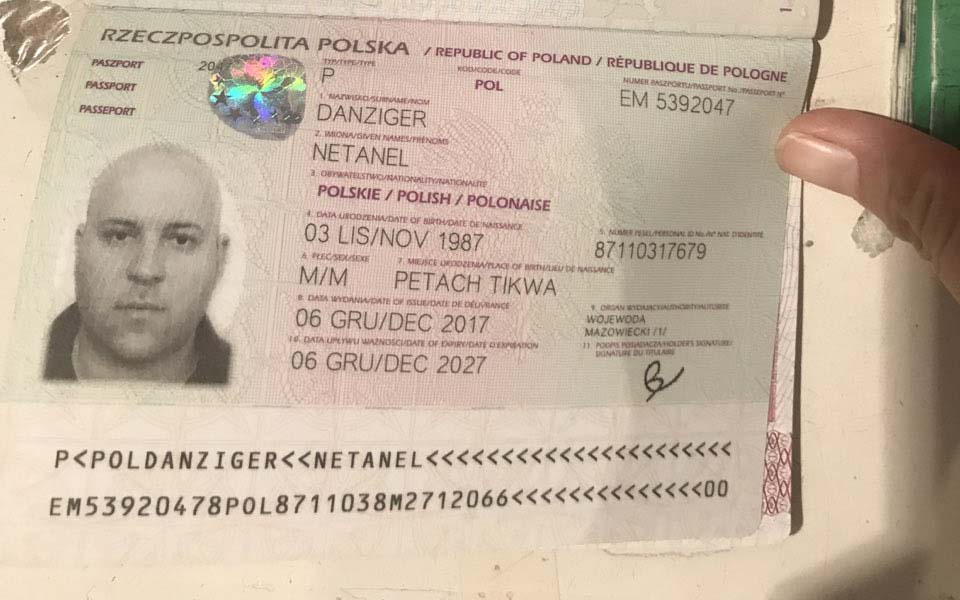 RZECZPOSPOLITA POLSKA / REPUBLIC OF POLAND / RÉPUBLIQUE DE POLOGNE
PASZPORT
PASSPORT
PASSEPORT
TYP/TYPE/TYPE
P
KOD/CODE/CODE
POL
NUMER PASZPORTU/PASSPORT No./PASSEPORT N°
EM 5392047
1. NAZWISKO/SURNAME/NOM
DANZIGER
2. IMIONA/GIVEN NAMES/PRÉNOMS
NETANEL
3. OBYWATELSTWO/NATIONALITY/NATIONALITÉ
POLSKIE / POLISH / POLONAISE
4. DATA URODZENIA/DATE OF BIRTH/DATE DE NAISSANCE
03 LIS/NOV 1987
5. NUMER PESEL/PERSONAL ID No./N° NAT. D'IDENTITÉ
87110317679
6. PŁEĆ/SEX/SEXE
M/M
7. MIEJSCE URODZENIA/PLACE OF BIRTH/LIEU DE NAISSANCE
PETACH TIKWA
8. DATA WYDANIA/DATE OF ISSUE/DATE DE DÉLIVRANCE
06 GRU/DEC 2017
9. ORGAN WYDAJĄCY/AUTHORITY/AUTORITÉ
WOJEWODA
MAZOWIECKI /1/
10. DATA UPŁYWU WAŻNOŚCI/DATE OF EXPIRY/DATE D'EXPIRATION
06 GRU/DEC 2027
11. PODPIS POSIADACZA/HOLDER'S SIGNATURE/
SIGNATURE DU TITULAIRE
P<POLDANZIGER<<NETANEL<<<<<<<<<<<<<<<<<<<<<<
EM53920478POL8711038M2712066<<<<<<<<<<<<<<00